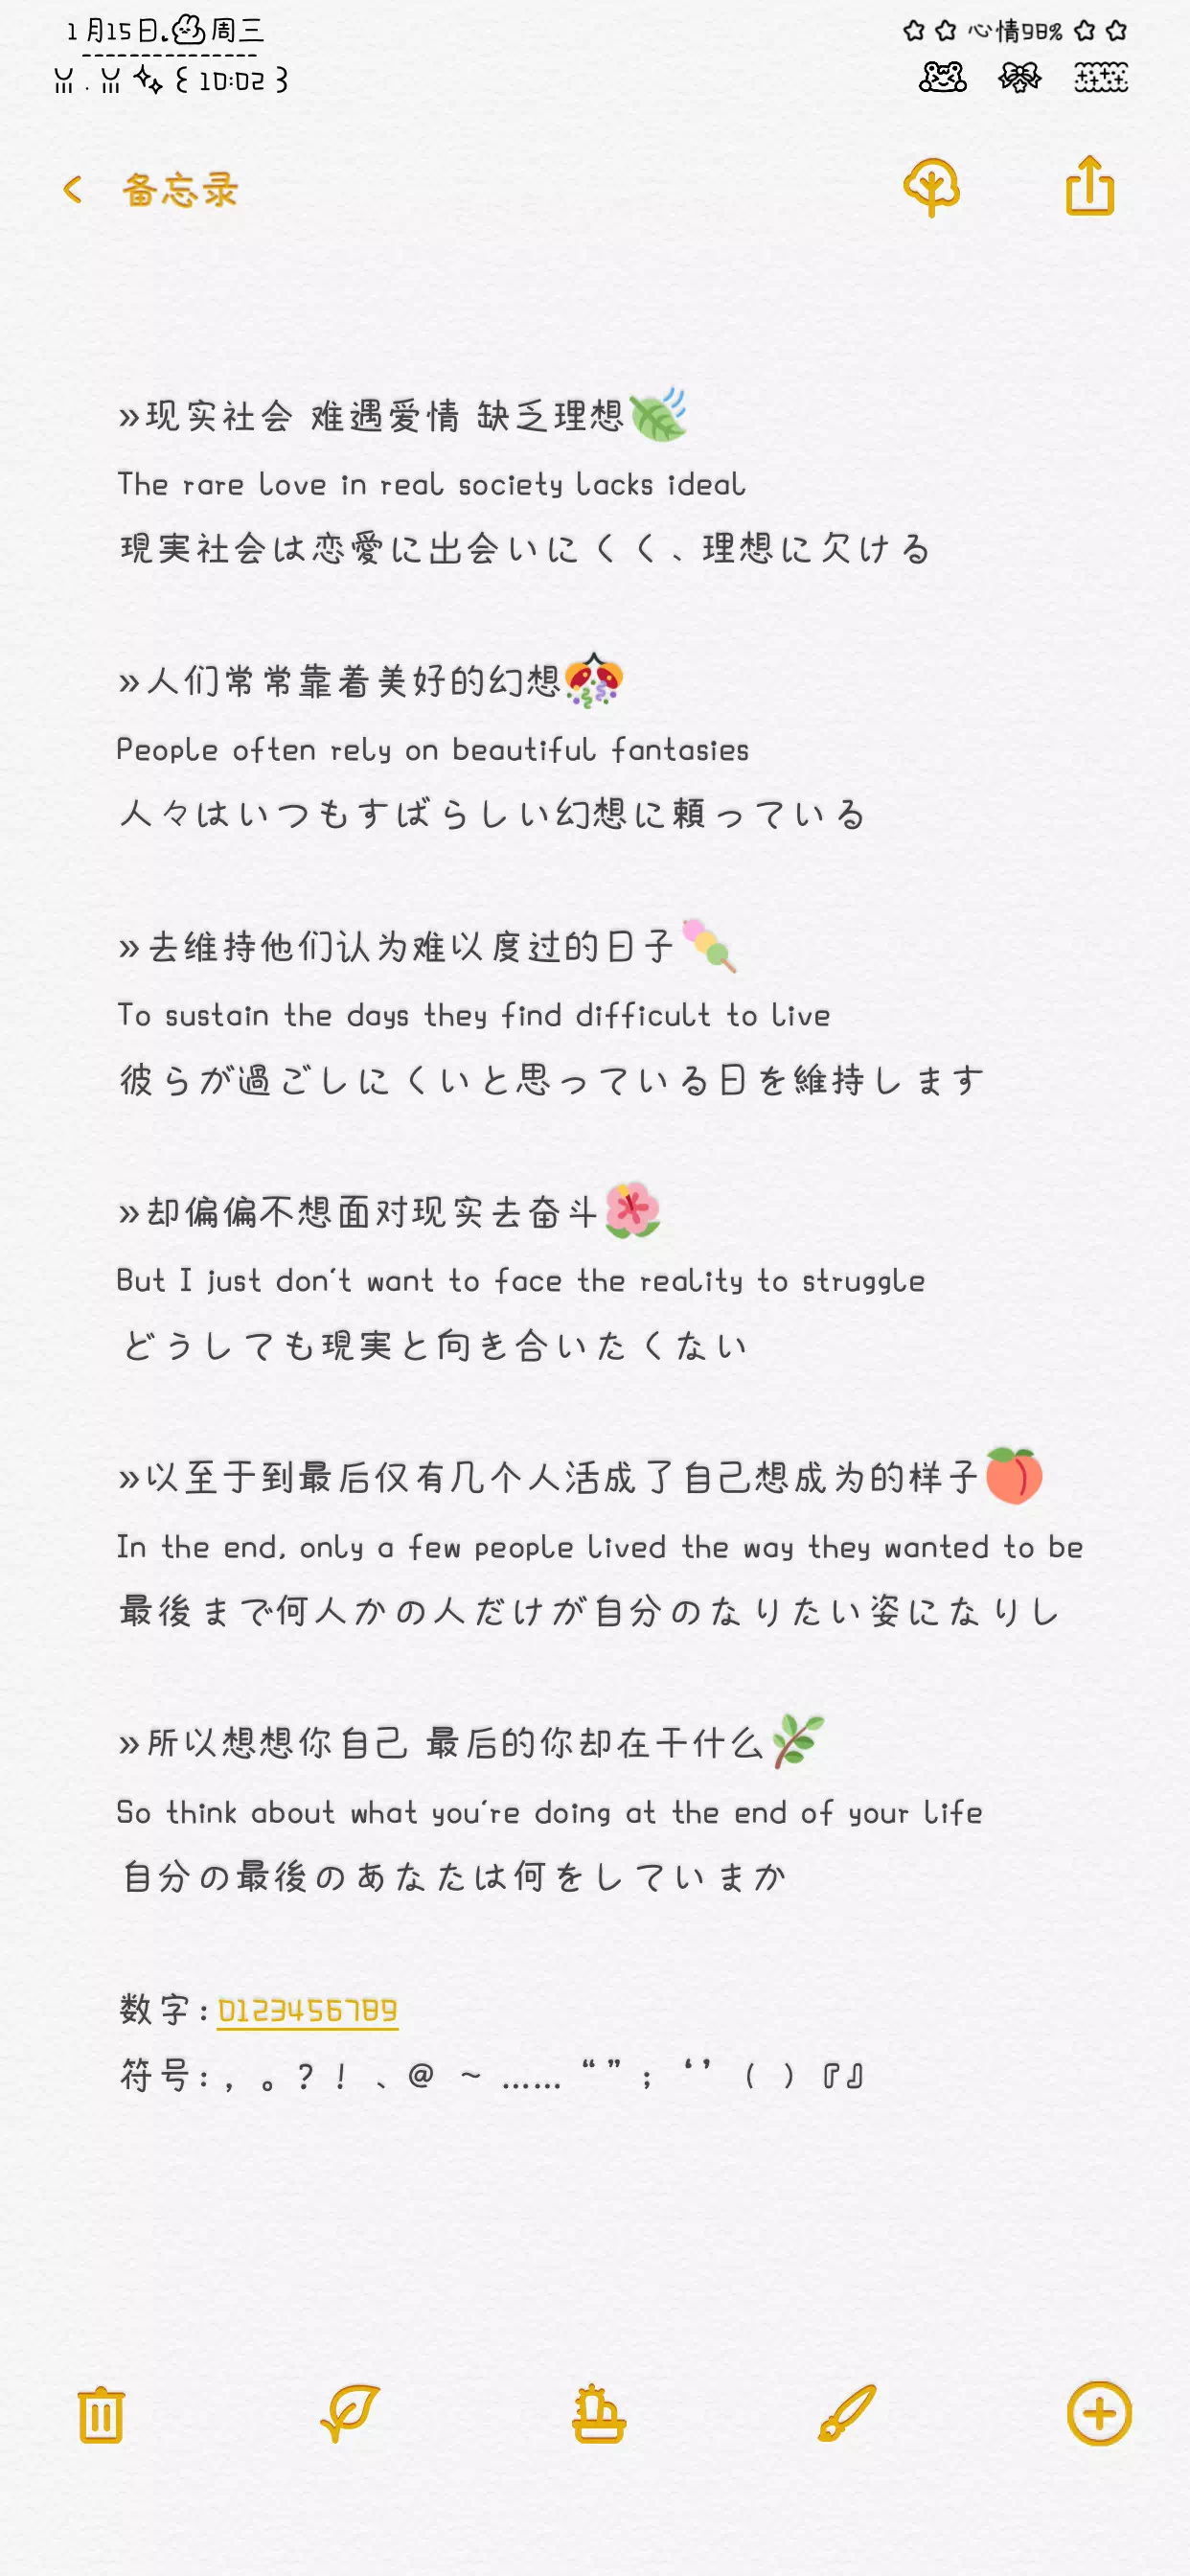 1月15日. 周三
☆ ☆ 心情98% ☆ ☆
10:02
< 备忘录
»现实社会 难遇爱情 缺乏理想🍃
The rare love in real society lacks ideal
現実社会は恋愛に出会いにくく、理想に欠ける
»人们常常靠着美好的幻想🎊
People often rely on beautiful fantasies
人々はいつもすばらしい幻想に頼っている
»去维持他们认为难以度过的日子🍡
To sustain the days they find difficult to live
彼らが過ごしにくいと思っている日を維持します
»却偏偏不想面对现实去奋斗🌺
But I just don't want to face the reality to struggle
どうしても現実と向き合いたくない
»以至于到最后仅有几个人活成了自己想成为的样子🍑
In the end, only a few people lived the way they wanted to be
最後まで何人かの人だけが自分のなりたい姿になりし
»所以想想你自己 最后的你却在干什么🌿
So think about what you're doing at the end of your life
自分の最後のあなたは何をしていまか
数字:0123456789
符号:，。？！、@ ~ ……“”；‘’（ ）『』